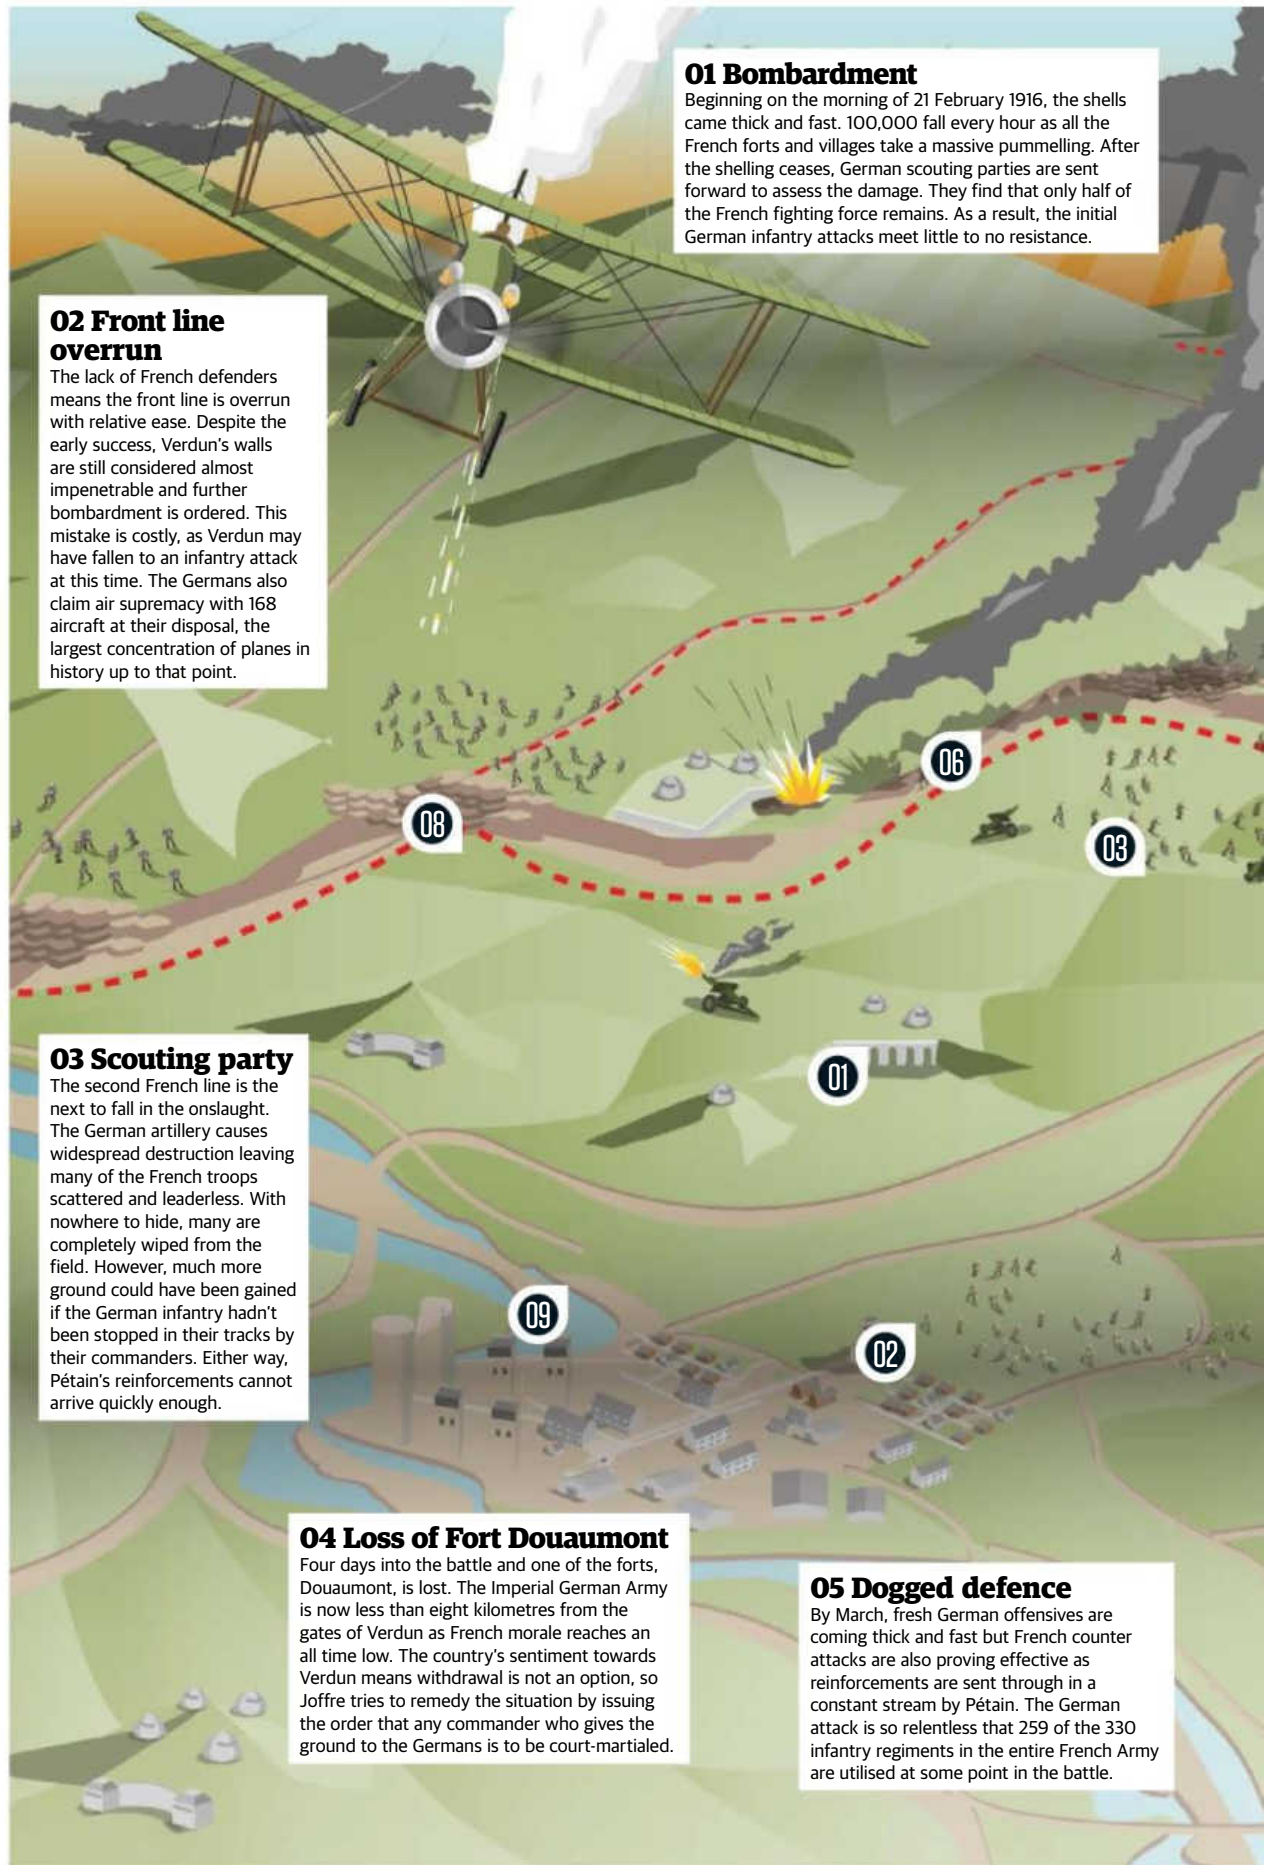 01 Bombardment
Beginning on the morning of 21 February 1916, the shells
came thick and fast. 100,000 fall every hour as all the
French forts and villages take a massive pummelling. After
the shelling ceases, German scouting parties are sent
forward to assess the damage. They find that only half of
the French fighting force remains. As a result, the initial
German infantry attacks meet little to no resistance.
02 Front line
overrun
The lack of French defenders
means the front line is overrun
with relative ease. Despite the
early success, Verdun's walls
are still considered almost
impenetrable and further
bombardment is ordered. This
mistake is costly, as Verdun may
have fallen to an infantry attack
at this time. The Germans also
claim air supremacy with 168
aircraft at their disposal, the
largest concentration of planes in
history up to that point.
06
08
03
01
03 Scouting party
The second French line is the
next to fall in the onslaught.
The German artillery causes
widespread destruction leaving
many of the French troops
scattered and leaderless. With
nowhere to hide, many are
completely wiped from the
field. However, much more
ground could have been gained
if the German infantry hadn't
been stopped in their tracks by
their commanders. Either way,
Pétain's reinforcements cannot
arrive quickly enough.
09
02
04 Loss of Fort Douaumont
Four days into the battle and one of the forts,
Douaumont, is lost. The Imperial German Army
is now less than eight kilometres from the
gates of Verdun as French morale reaches an
all time low. The country's sentiment towards
Verdun means withdrawal is not an option, so
Joffre tries to remedy the situation by issuing
the order that any commander who gives the
ground to the Germans is to be court-martialed.
05 Dogged defence
By March, fresh German offensives are
coming thick and fast but French counter
attacks are also proving effective as
reinforcements are sent through in a
constant stream by Pétain. The German
attack is so relentless that 259 of the 330
infantry regiments in the entire French Army
are utilised at some point in the battle.